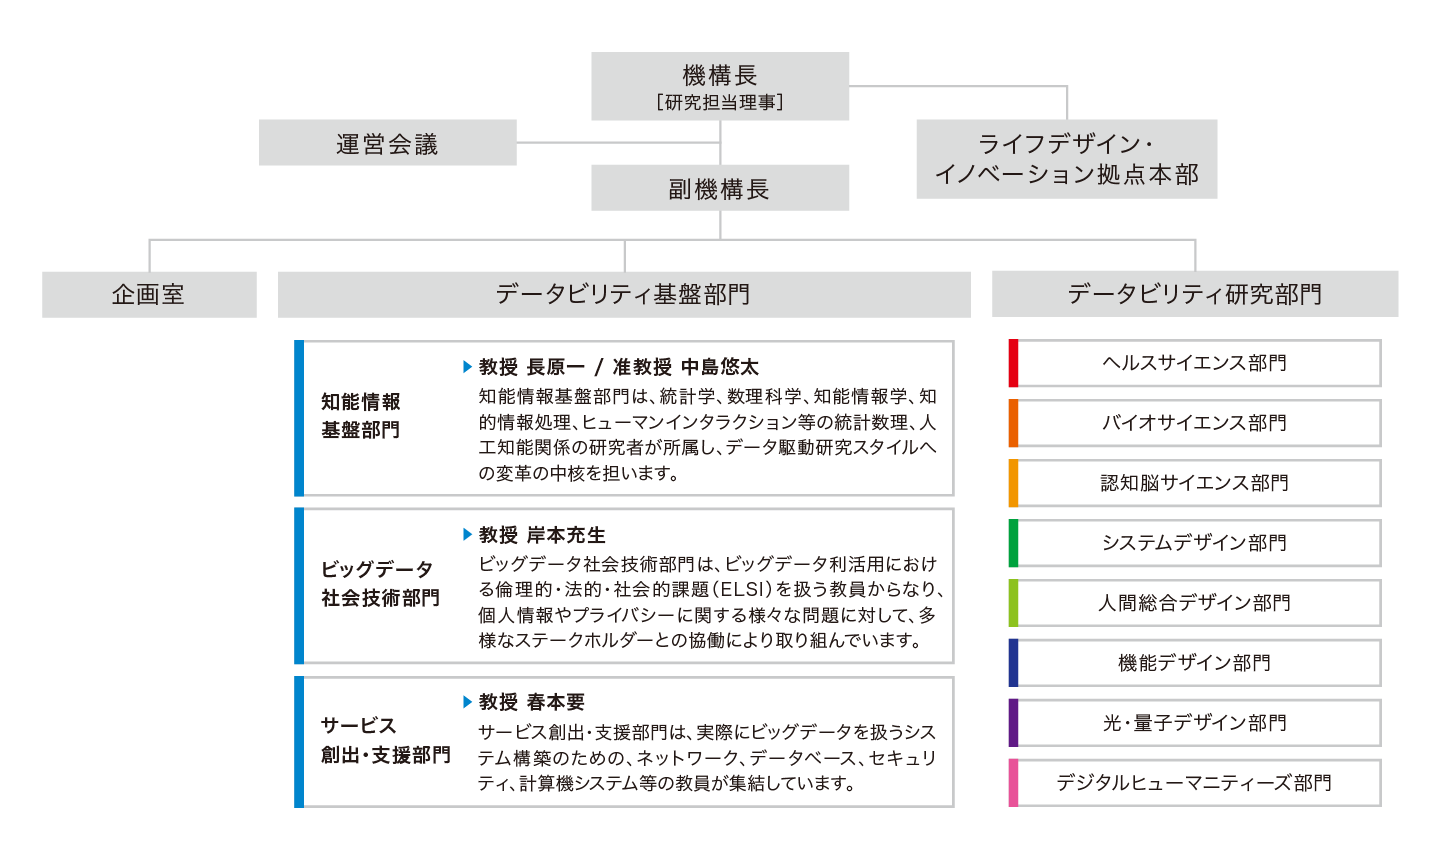 機構長
［研究担当理事］
運営会議
ライフデザイン・
イノベーション拠点本部
副機構長
企画室
データビリティ基盤部門
データビリティ研究部門
知能情報
基盤部門
教授 長原一 / 准教授 中島悠太
知能情報基盤部門は、統計学、数理科学、知能情報学、知
的情報処理、ヒューマンインタラクション等の統計数理、人
工知能関係の研究者が所属し、データ駆動研究スタイルへ
の変革の中核を担います。
ビッグデータ
社会技術部門
教授 岸本充生
ビッグデータ社会技術部門は、ビッグデータ利活用におけ
る倫理的・法的・社会的課題（ELSI）を扱う教員からなり、
個人情報やプライバシーに関する様々な問題に対して、多
様なステークホルダーとの協働により取り組んでいます。
サービス
創出・支援部門
教授 春本要
サービス創出・支援部門は、実際にビッグデータを扱うシス
テム構築のための、ネットワーク、データベース、セキュリ
ティ、計算機システム等の教員が集結しています。
ヘルスサイエンス部門
バイオサイエンス部門
認知脳サイエンス部門
システムデザイン部門
人間総合デザイン部門
機能デザイン部門
光・量子デザイン部門
デジタルヒューマニティーズ部門